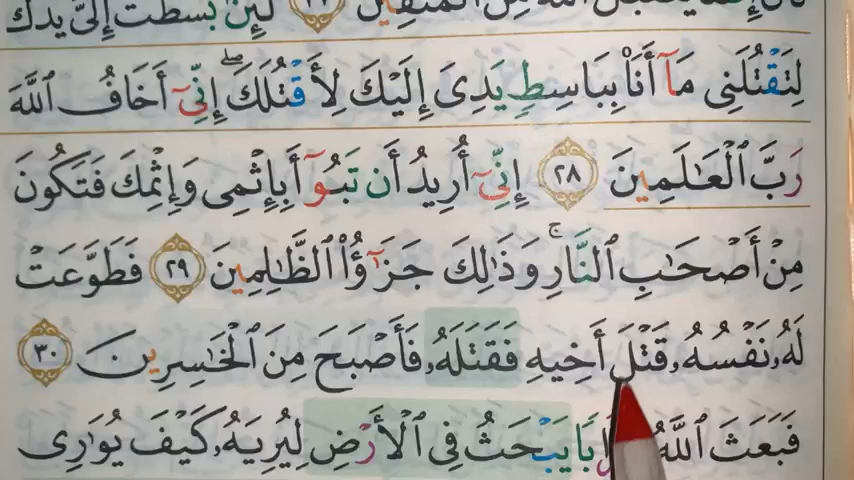 لَئِنۢ بَسَطتَ إِلَىَّ يَدَكَ
لِتَقْتُلَنِى مَآ أَنَا۠ بِبَاسِطٍ يَدِىَ إِلَيْكَ لِأَقْتُلَكَ ۖ إِنِّىٓ أَخَافُ ٱللَّهَ
رَبَّ ٱلْعَـٰلَمِينَ ٢٨ إِنِّىٓ أُرِيدُ أَن تَبُوٓأَ بِإِثْمِى وَإِثْمِكَ فَتَكُونَ
مِنْ أَصْحَـٰبِ ٱلنَّارِ ۚ وَذَٰلِكَ جَزَٰٓؤُا۟ ٱلظَّـٰلِمِينَ ٢٩ فَطَوَّعَتْ
لَهُۥ نَفْسُهُۥ قَتْلَ أَخِيهِ فَقَتَلَهُۥ فَأَصْبَحَ مِنَ ٱلْخَـٰسِرِينَ ٣٠
فَبَعَثَ ٱللَّهُ يَبْحَثُ فِى ٱلْأَرْضِ لِيُرِيَهُۥ كَيْفَ يُوَٰرِى